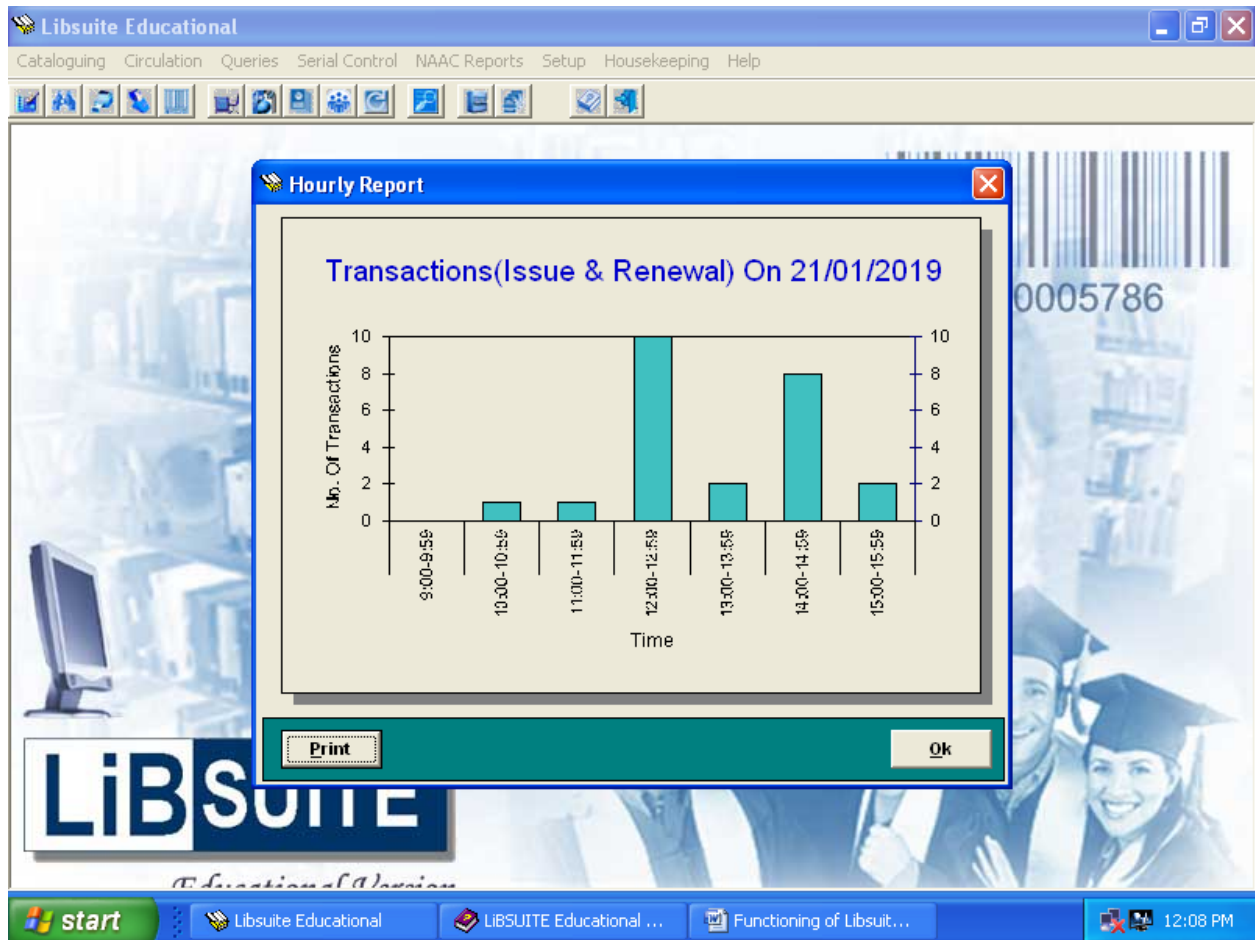 Libsuite Educational
Cataloguing Circulation Queries Serial Control NAAC Reports Setup Housekeeping Help
Hourly Report
Transactions(Issue & Renewal) On 21/01/2019
0005786
No. Of Transactions
10
8
6
4
2
0
10
8
6
4
2
0
9:00-9:59
10:00-10:59
11:00-11:59
12:00-12:59
13:00-13:59
14:00-14:59
15:00-15:59
Time
Print
Ok
LiBSUITE
Educational Version
start
Libsuite Educational
LiBSUITE Educational ...
Functioning of Libsuit...
12:08 PM